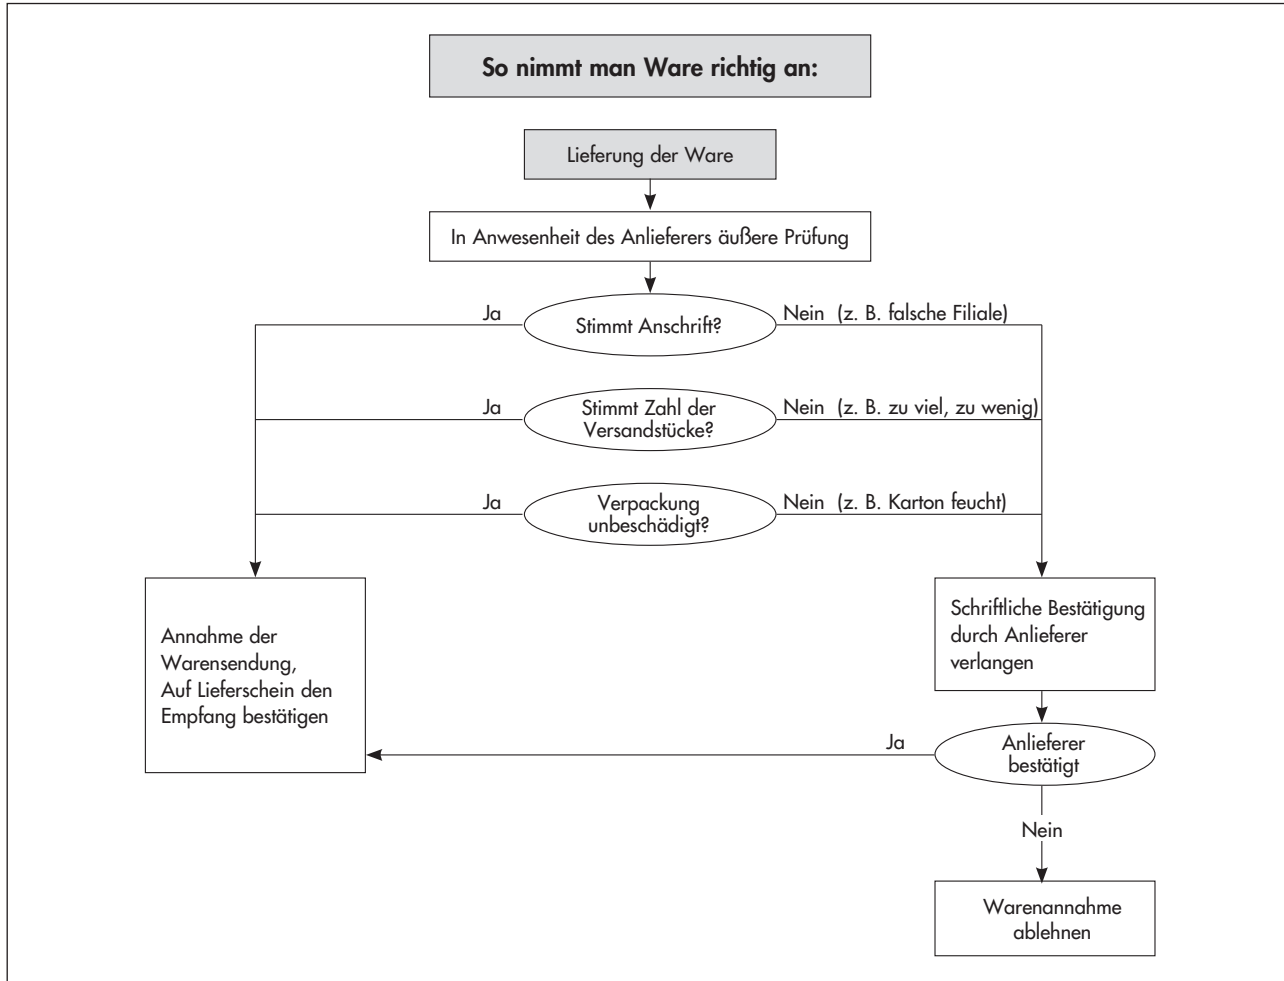 So nimmt man Ware richtig an:
Lieferung der Ware
In Anwesenheit des Anlieferers äußere Prüfung
Ja
Stimmt Anschrift?
Nein (z. B. falsche Filiale)
Ja
Stimmt Zahl der
Versandstücke?
Nein (z. B. zu viel, zu wenig)
Ja
Verpackung
unbeschädigt?
Nein (z. B. Karton feucht)
Annahme der
Warensendung,
Auf Lieferschein den
Empfang bestätigen
Schriftliche Bestätigung
durch Anlieferer
verlangen
Ja
Anlieferer
bestätigt
Nein
Warenannahme
ablehnen